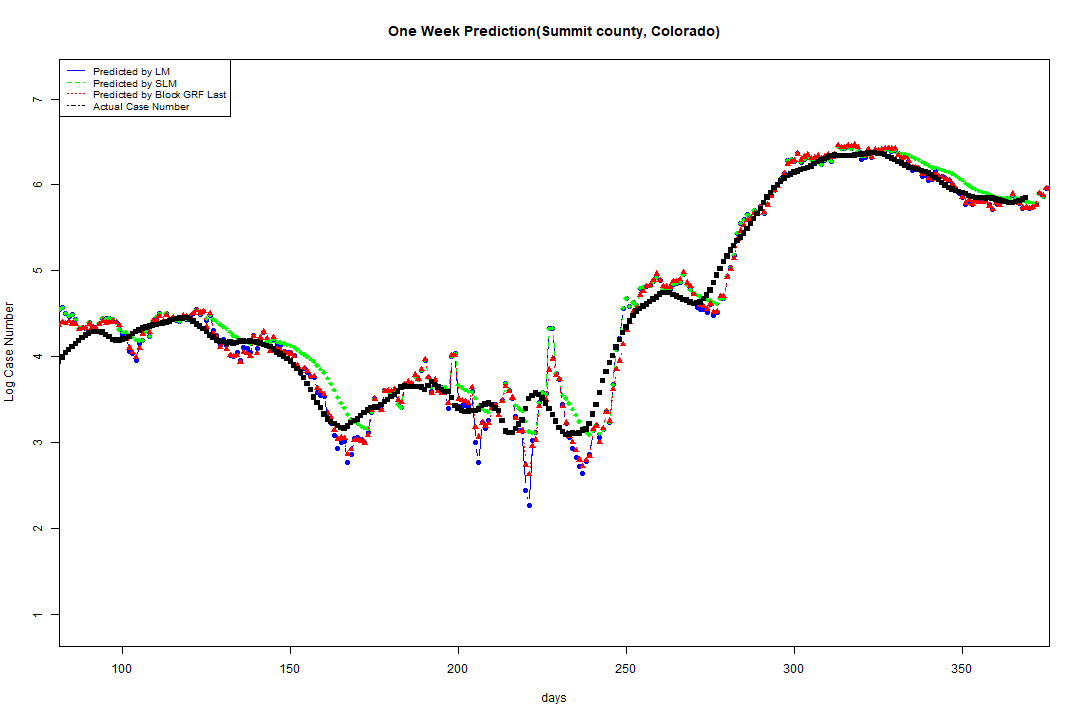 One Week Prediction(Summit county, Colorado)
Predicted by LM
Predicted by SLM
Predicted by Block GRF Last
Actual Case Number
Log Case Number
7
6
5
4
3
2
1
100 150 200 250 300 350
days